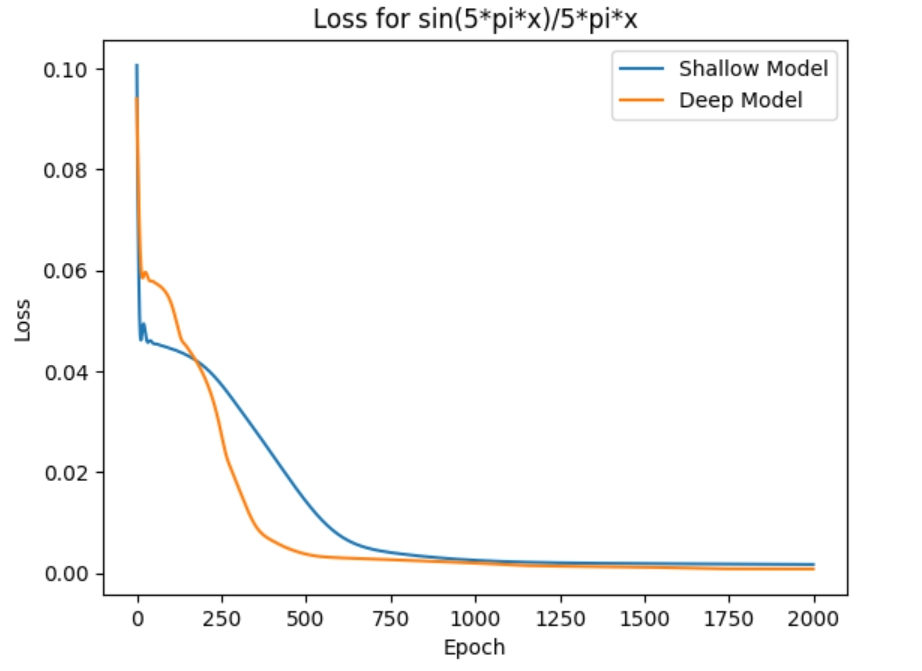 Loss for sin(5*pi*x)/5*pi*x
Shallow Model
Deep Model
0.10
0.08
0.06
0.04
0.02
0.00
Loss
0 250 500 750 1000 1250 1500 1750 2000
Epoch